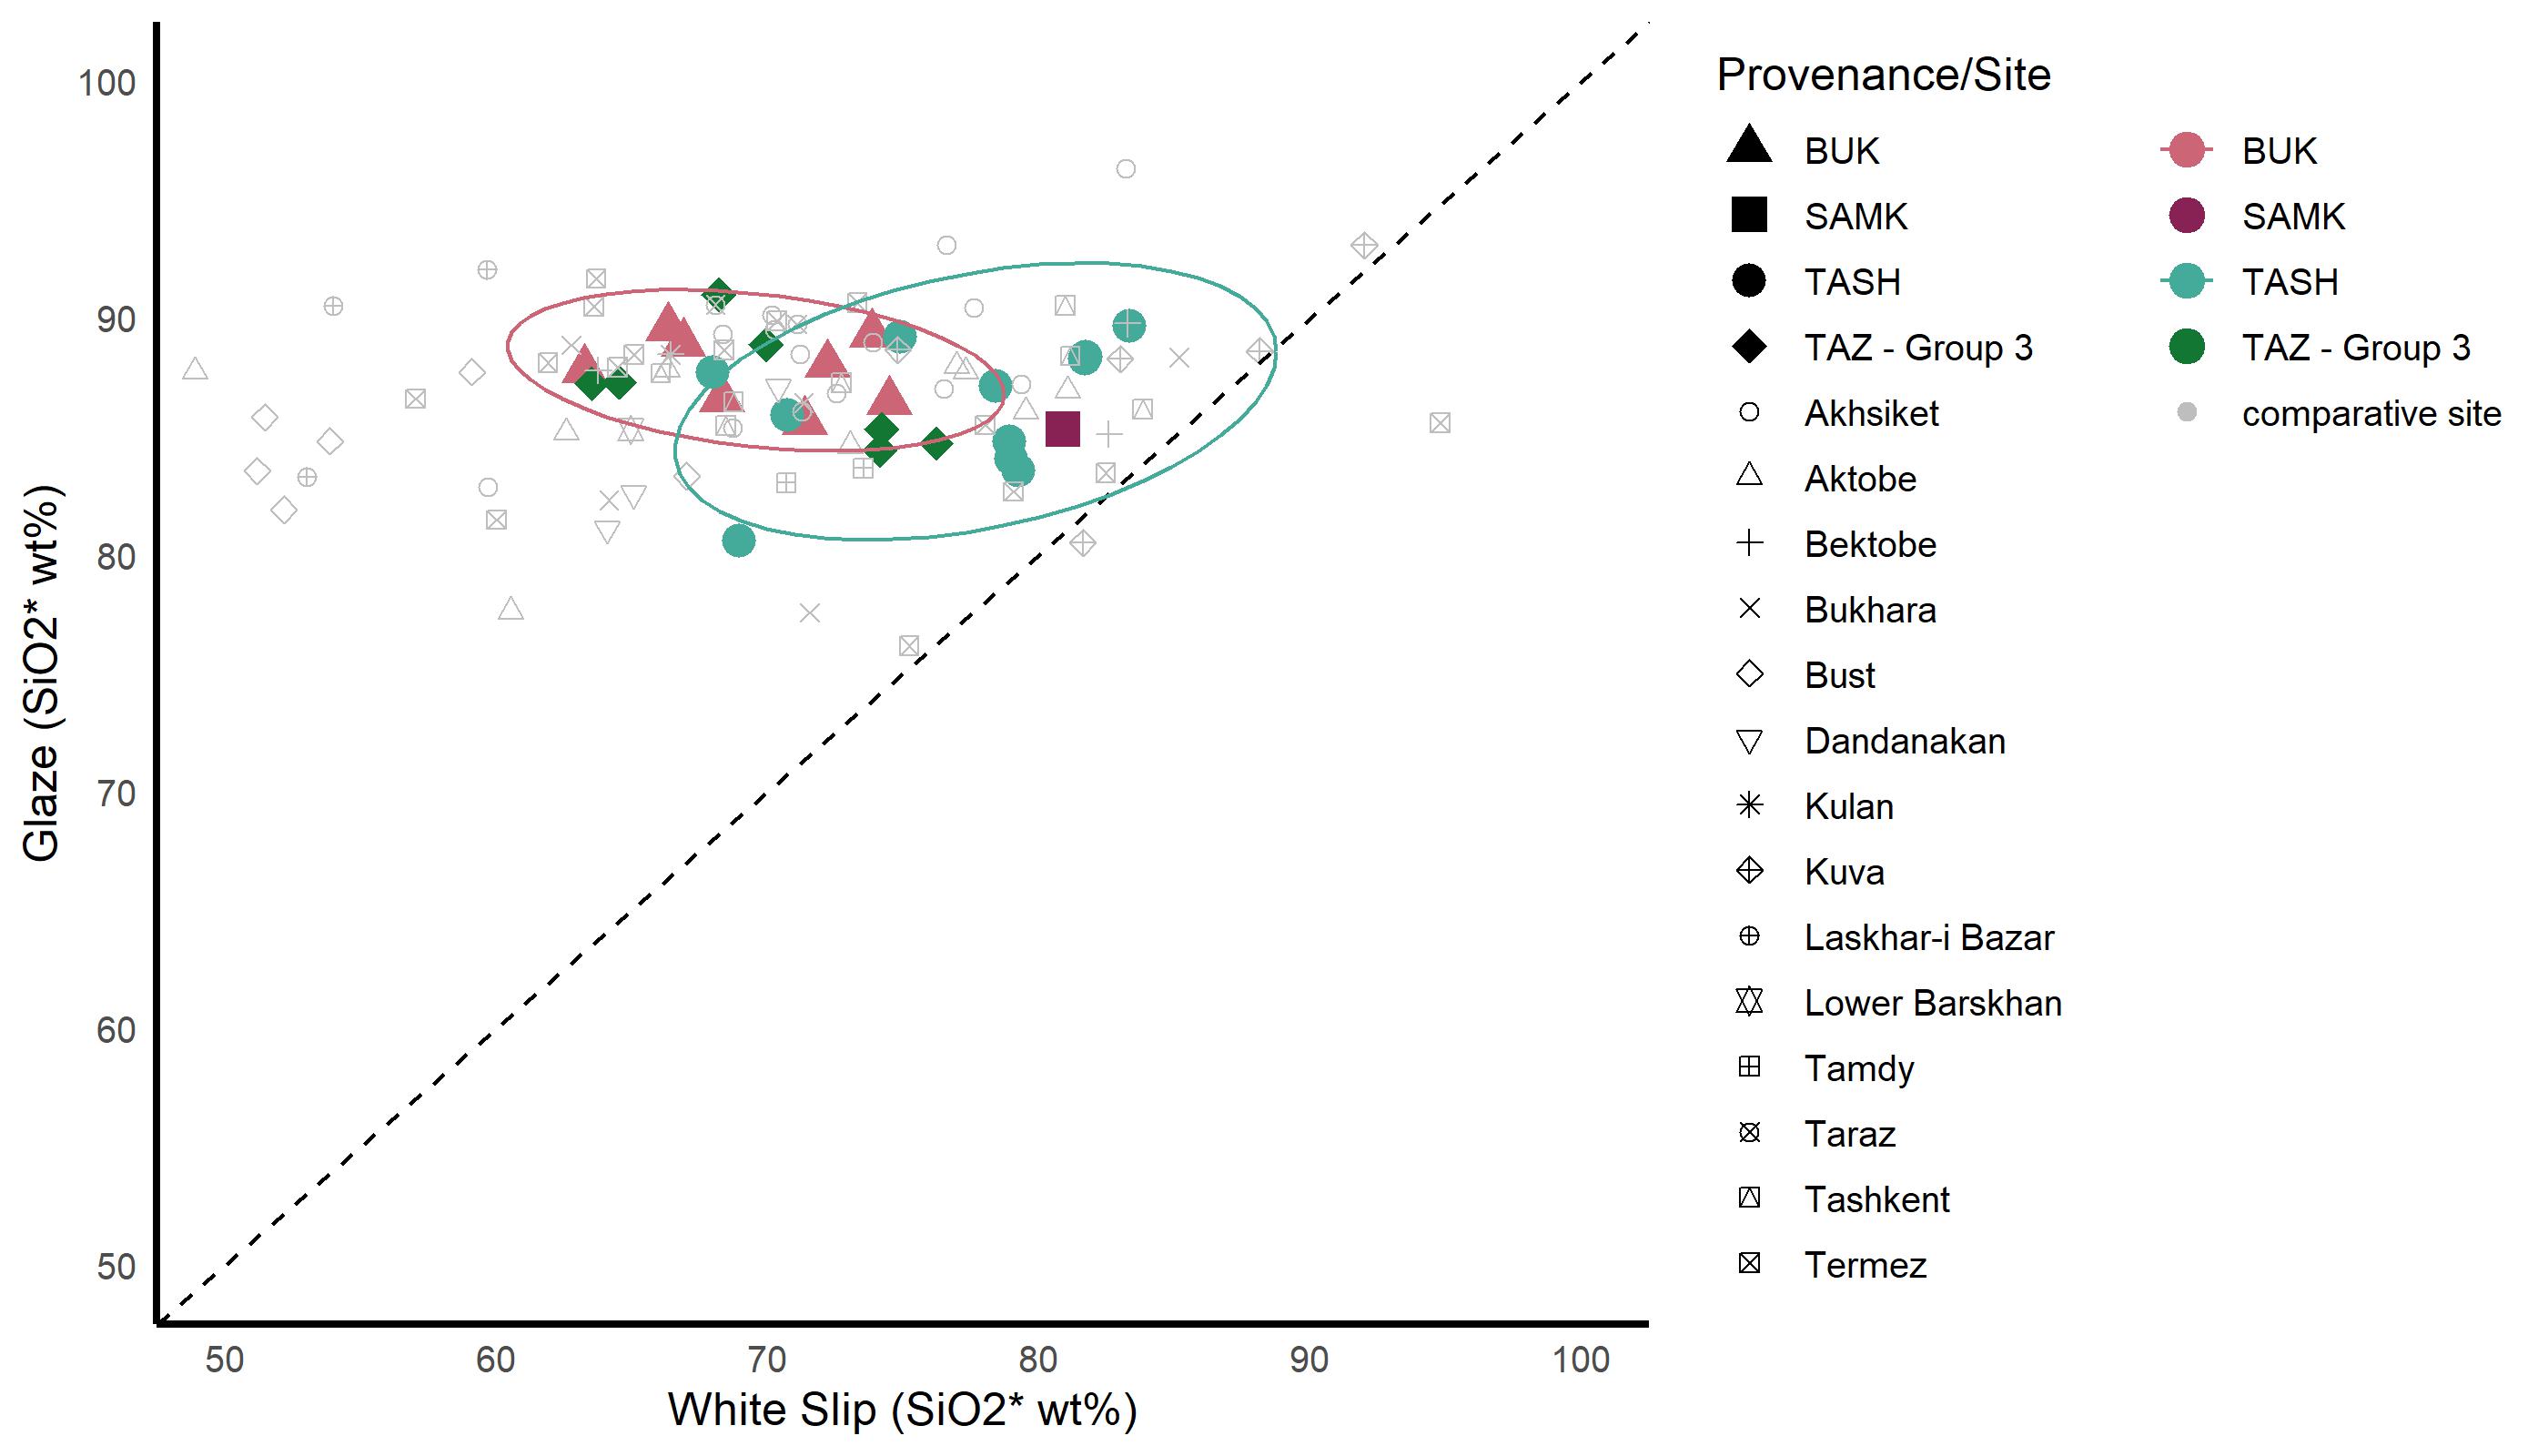 100
90
80
70
60
50
Glaze (SiO2* wt%)
50 60 70 80 90 100
White Slip (SiO2* wt%)
Provenance/Site
BUK
SAMK
TASH
TAZ - Group 3
Akhsiket
Aktobe
Bektobe
Bukhara
Bust
Dandanakan
Kulan
Kuva
Laskhar-i Bazar
Lower Barskhan
Tamdy
Taraz
Tashkent
Termez
BUK
SAMK
TASH
TAZ - Group 3
comparative site